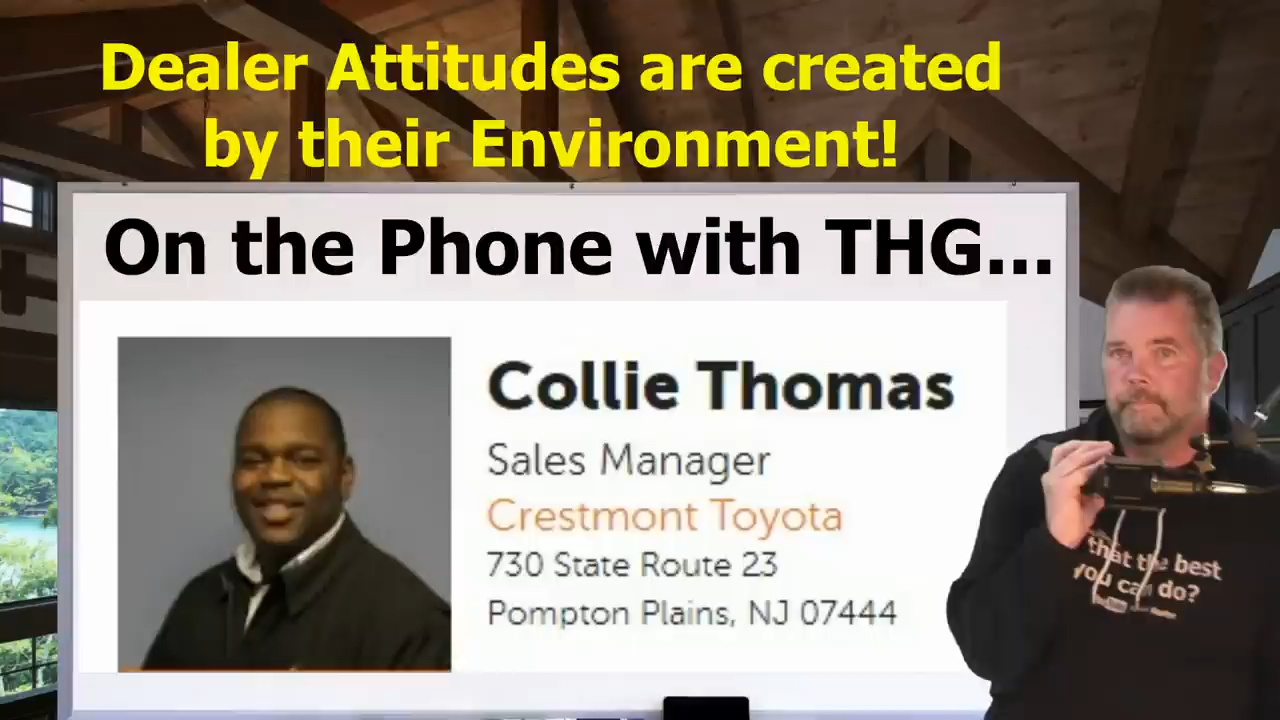 Dealer Attitudes are created
by their Environment!
On the Phone with THG...
Collie Thomas
Sales Manager
Crestmont Toyota
730 State Route 23
Pompton Plains, NJ 07444
that the best
you can do?